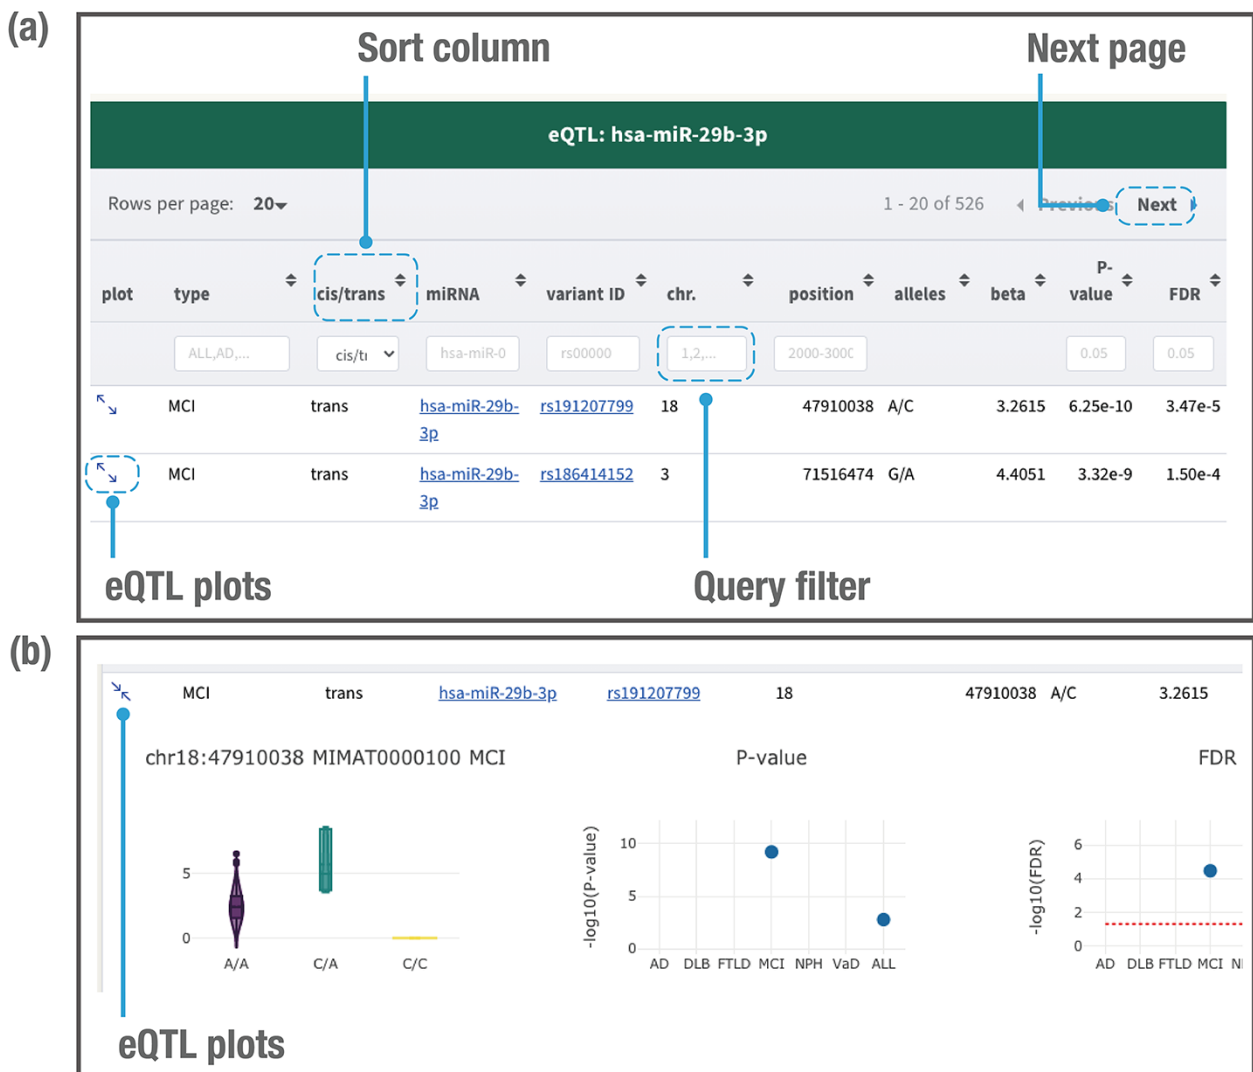 (a)
Sort column
Next page
eQTL: hsa-miR-29b-3p
Rows per page: 20
1 - 20 of 526
Previous
Next
plot type cis/trans miRNA variant ID chr. position alleles beta P-value FDR
ALL,AD,... cis/tr hsa-miR-0 rs00000 1,2,... 2000-300C 0.05 0.05
MCI trans hsa-miR-29b-3p rs191207799 18 47910038 A/C 3.2615 6.25e-10 3.47e-5
MCI trans hsa-miR-29b-3p rs186414152 3 71516474 G/A 4.4051 3.32e-9 1.50e-4
eQTL plots
Query filter
(b)
MCI trans hsa-miR-29b-3p rs191207799 18 47910038 A/C 3.2615
chr18:47910038 MIMAT0000100 MCI
P-value
FDR
5
0
A/A C/A C/C
-log10(P-value)
10
5
0
AD DLB FTLD MCI NPH VaD ALL
-log10(FDR)
6
4
2
0
AD DLB FTLD MCI
eQTL plots